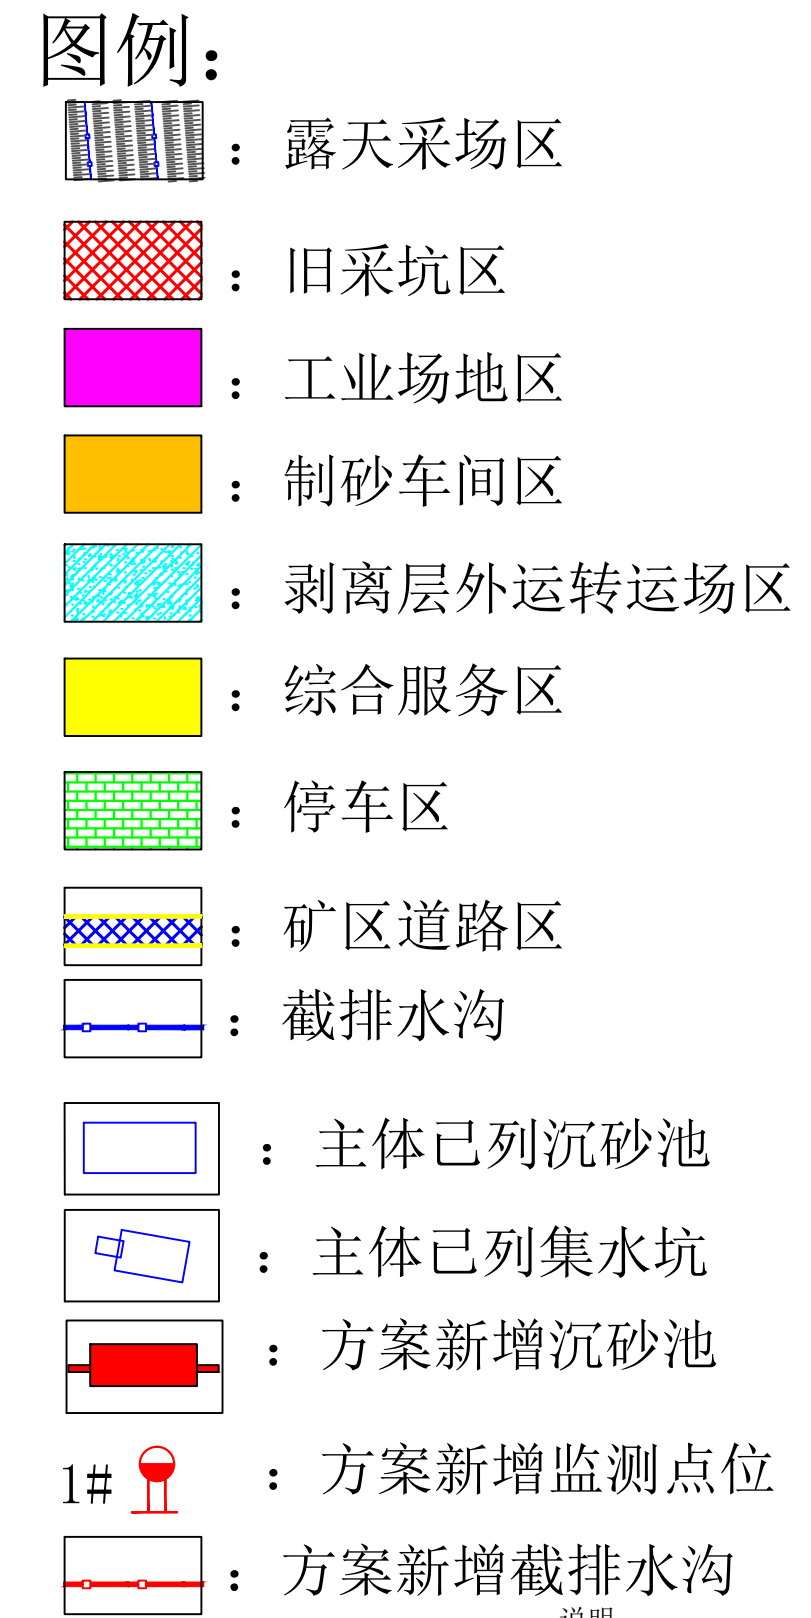 图例：
：露天采场区
：旧采坑区
：工业场地区
：制砂车间区
：剥离层外运转运场区
：综合服务区
：停车区
：矿区道路区
：截排水沟
：主体已列沉砂池
：主体已列集水坑
：方案新增沉砂池
1# ：方案新增监测点位
：方案新增截排水沟
说明